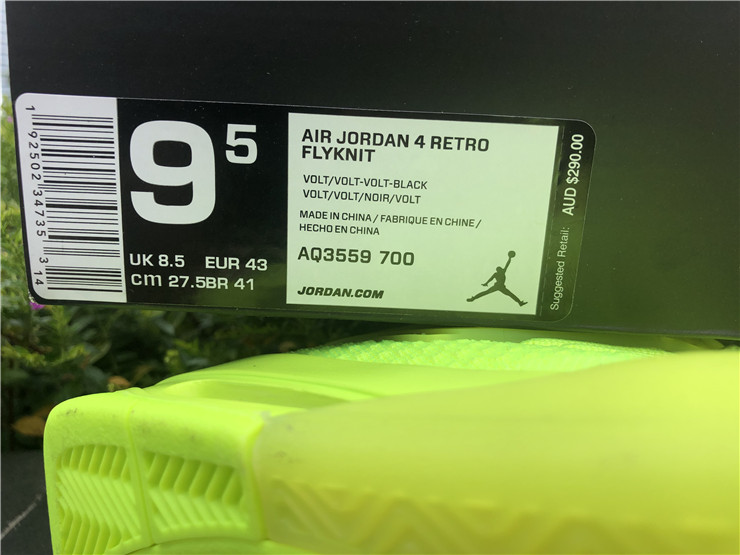 1 92502 34735 3 14
9 5
UK 8.5 EUR 43
cm 27.5BR 41
AIR JORDAN 4 RETRO
FLYKNIT
VOLT/VOLT-VOLT-BLACK
VOLT/VOLT/NOIR/VOLT
MADE IN CHINA / FABRIQUE EN CHINE /
HECHO EN CHINA
AQ3559 700
JORDAN.COM
Suggested Retail: AUD $290.00